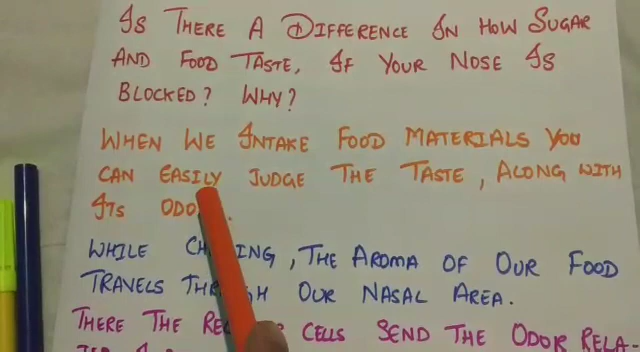 IS THERE A DIFFERENCE IN HOW SUGAR
AND FOOD TASTE, IF YOUR NOSE IS
BLOCKED? WHY?
WHEN WE INTAKE FOOD MATERIALS YOU
CAN EASILY JUDGE THE TASTE, ALONG WITH
ITS
WHILE , THE AROMA OF OUR FOOD
TRAVELS THROUGH OUR NASAL AREA.
THERE THE CELLS SEND THE ODOR RELA-